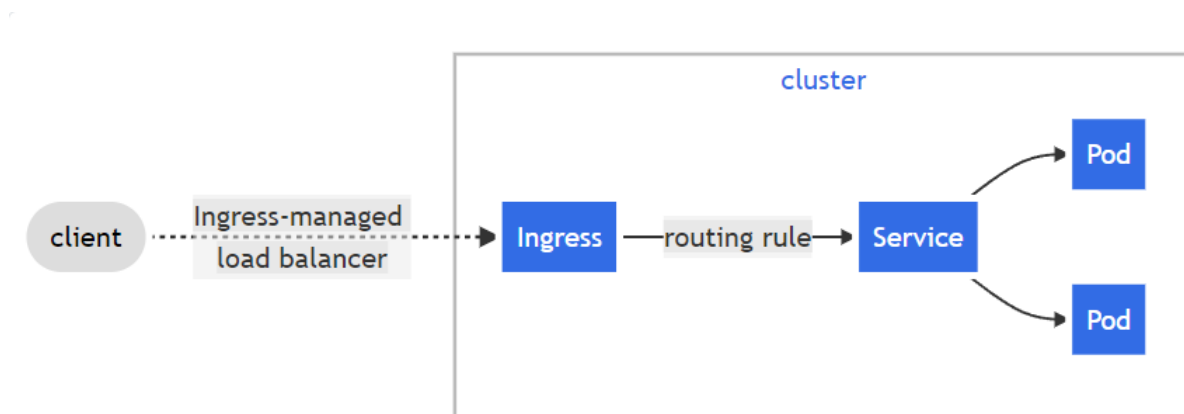 cluster
Pod
client
Ingress-managed
load balancer
Ingress
routing rule
Service
Pod